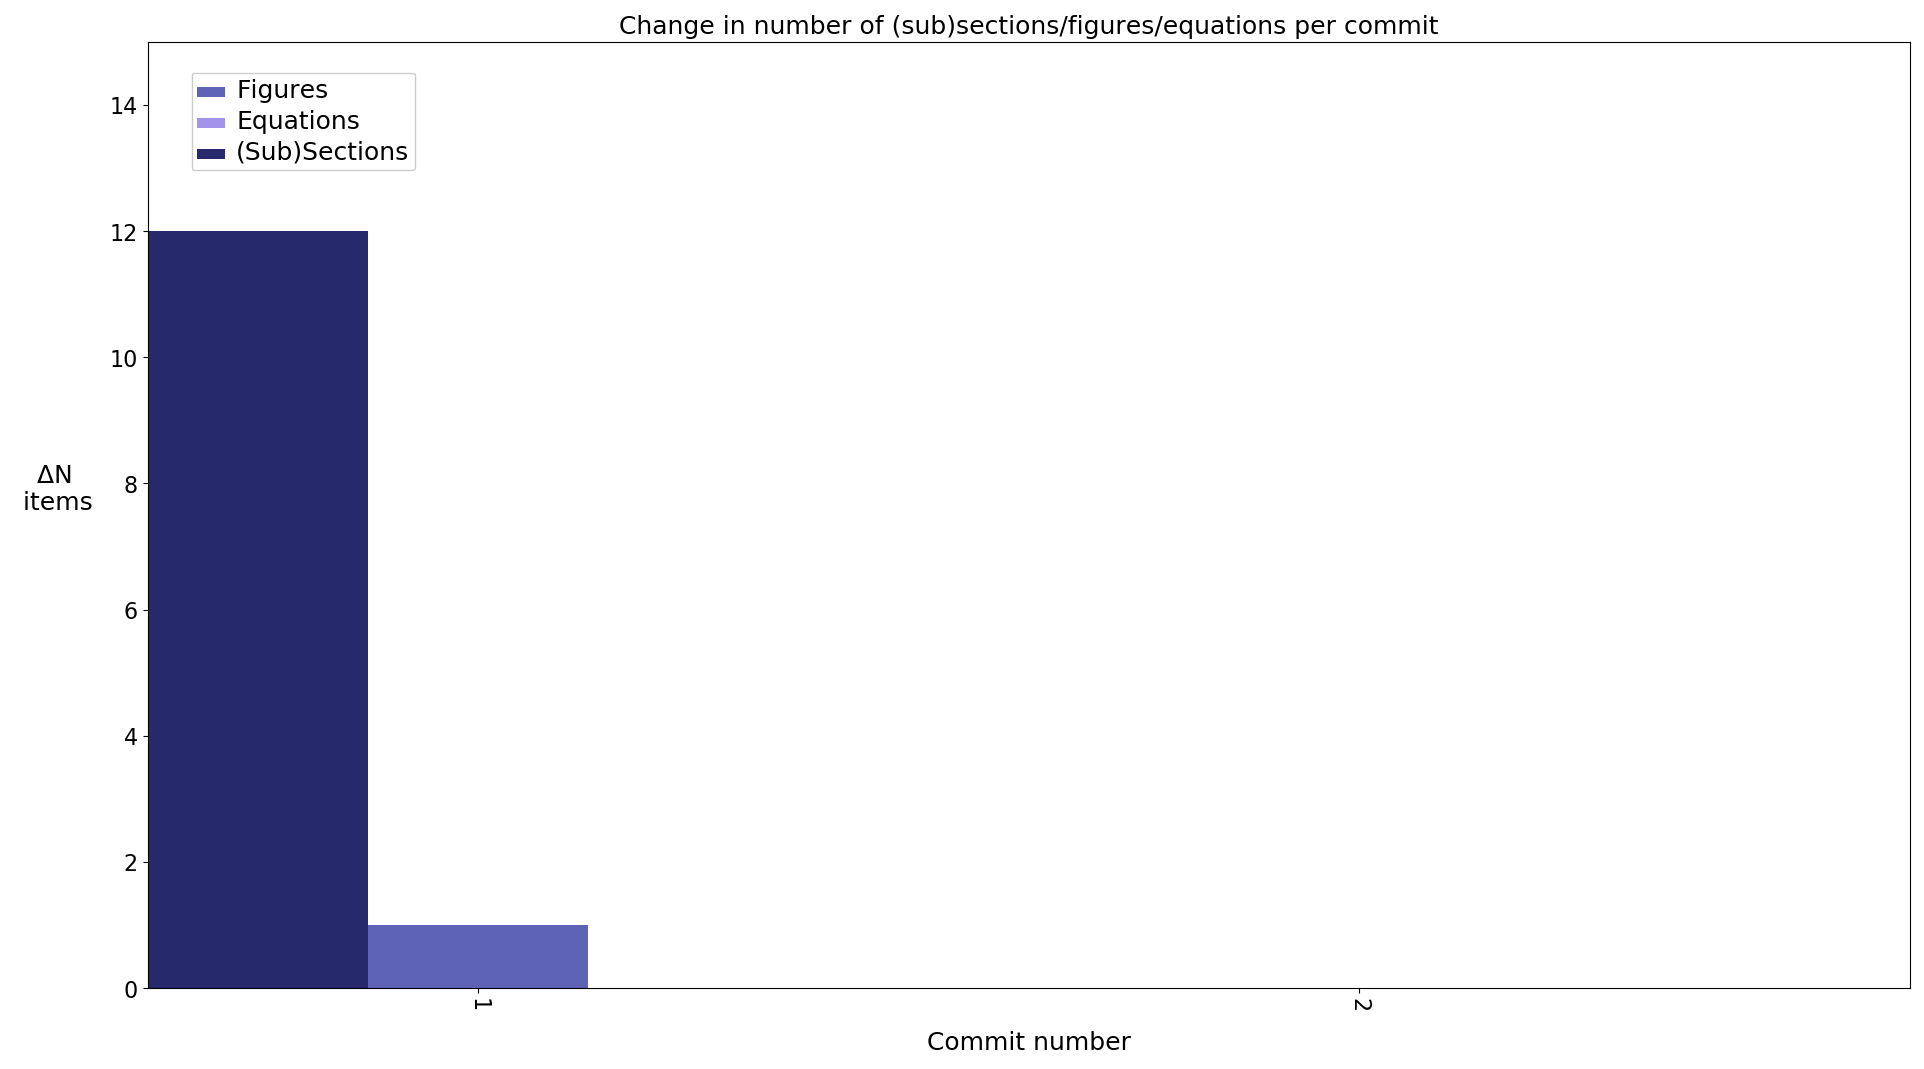 Change in number of (sub)sections/figures/equations per commit
Figures
Equations
(Sub)Sections
14
12
10
8
6
4
2
0
ΔN
items
1
2
Commit number